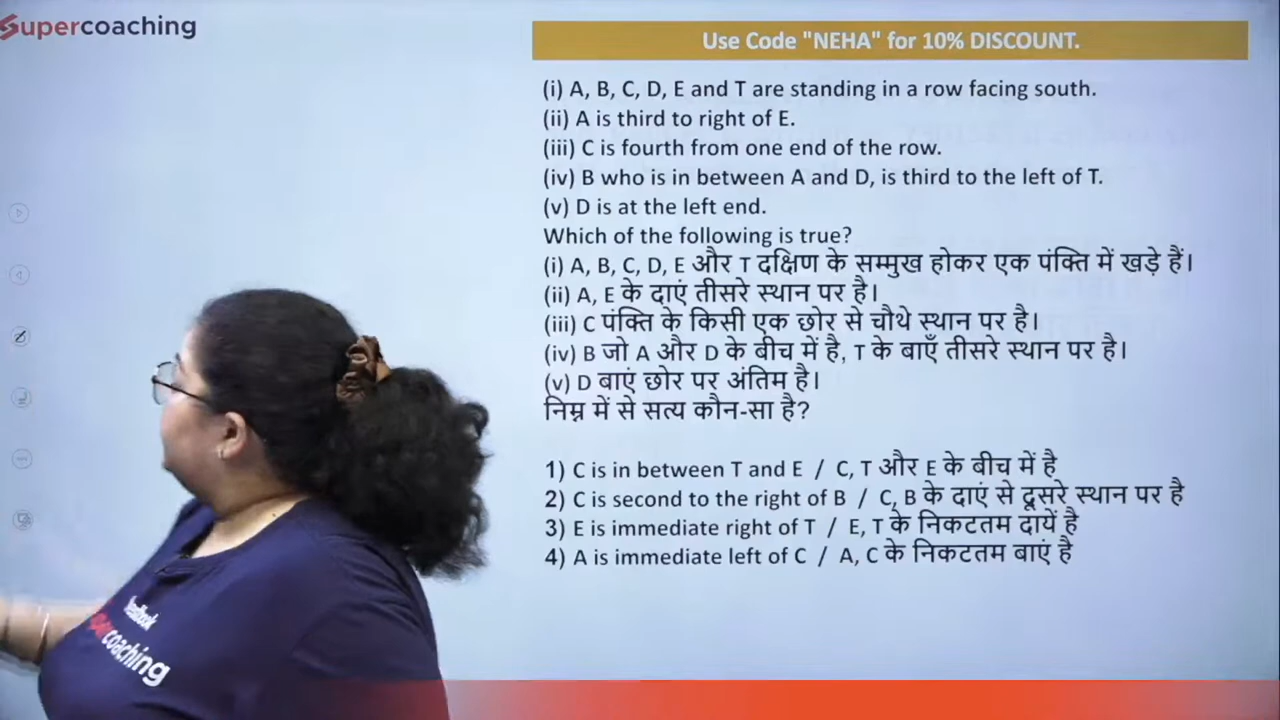 Supercoaching
Use Code "NEHA" for 10% DISCOUNT.
(i) A, B, C, D, E and T are standing in a row facing south.
(ii) A is third to right of E.
(iii) C is fourth from one end of the row.
(iv) B who is in between A and D, is third to the left of T.
(v) D is at the left end.
Which of the following is true?
(i) A, B, C, D, E और T दक्षिण के सम्मुख होकर एक पंक्ति में खड़े हैं।
(ii) A, E के दाएं तीसरे स्थान पर है।
(iii) C पंक्ति के किसी एक छोर से चौथे स्थान पर है।
(iv) B जो A और D के बीच में है, T के बाएँ तीसरे स्थान पर है।
(v) D बाएं छोर पर अंतिम है।
निम्न में से सत्य कौन-सा है?
1) C is in between T and E / C, T और E के बीच में है
2) C is second to the right of B / C, B के दाएं से दूसरे स्थान पर है
3) E is immediate right of T / E, T के निकटतम दायें है
4) A is immediate left of C / A, C के निकटतम बाएं है
testbook
supercoaching